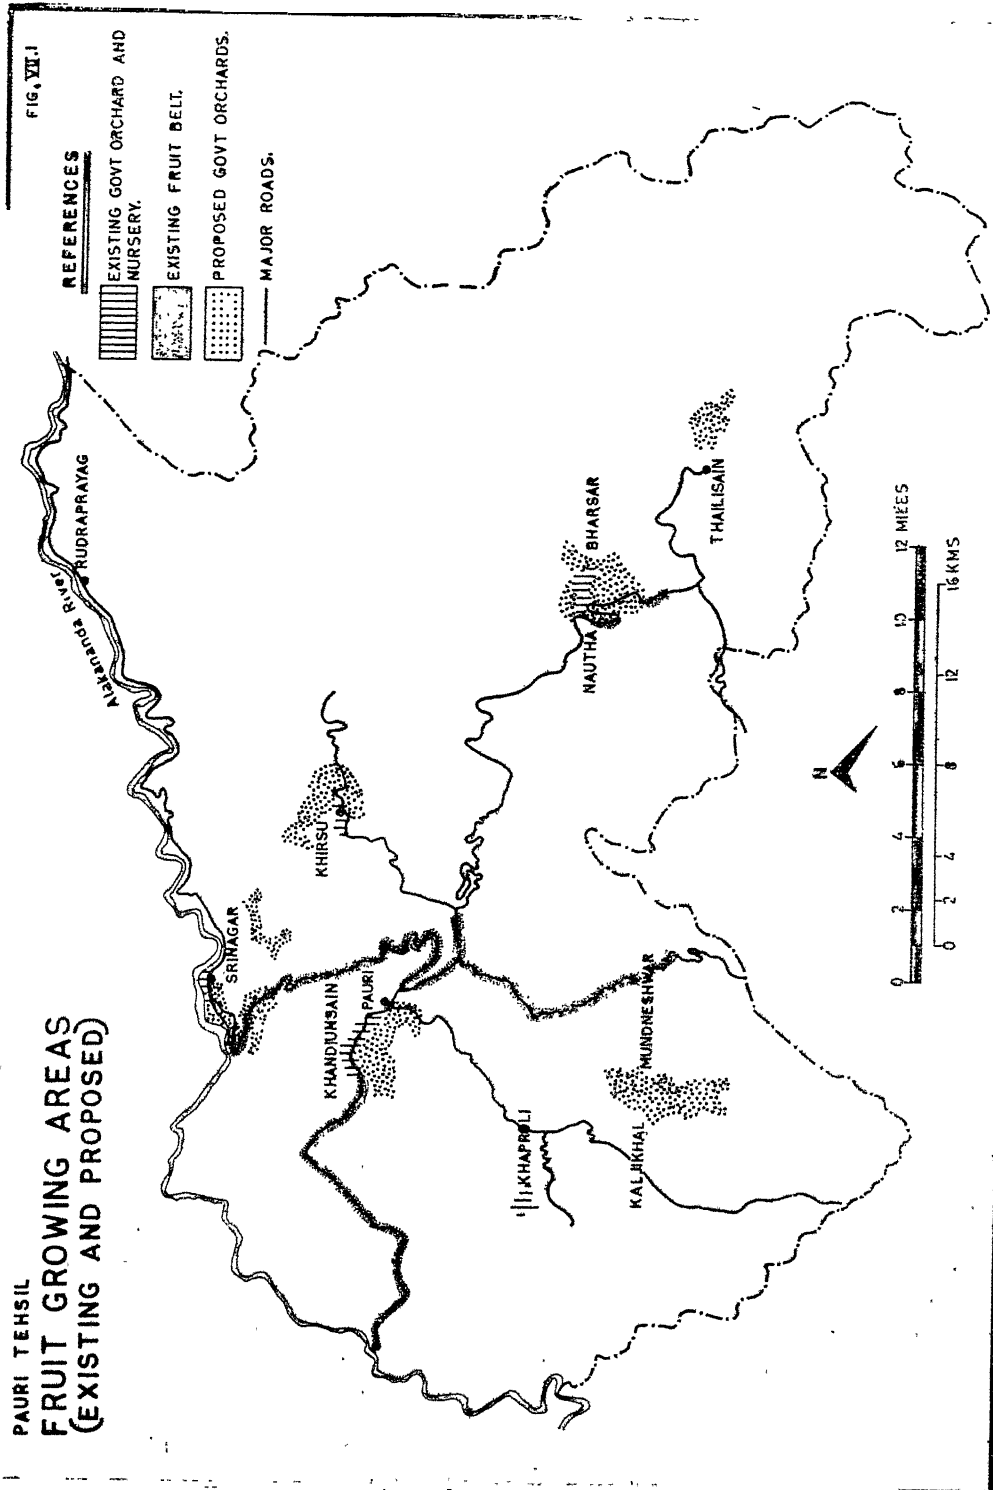 PAURI TEHSIL
FRUIT GROWING AREAS
(EXISTING AND PROPOSED)
FIG. VII.1
REFERENCES
EXISTING GOVT ORCHARD AND
NURSERY.
EXISTING FRUIT BELT.
PROPOSED GOVT ORCHARDS.
MAJOR ROADS.
Alakananda River
RUDRAPRAYAG
SRINAGAR
KHIRSU
KHANDIUNSAIN
PAURI
BHARSAR
NAUTHA
THAILISAIN
MUNDNESHWAR
KHAPROLI
KALJIKHAL
N
0 2 4 6 8 10 12 MILES
0 2 4 8 12 16 KMS